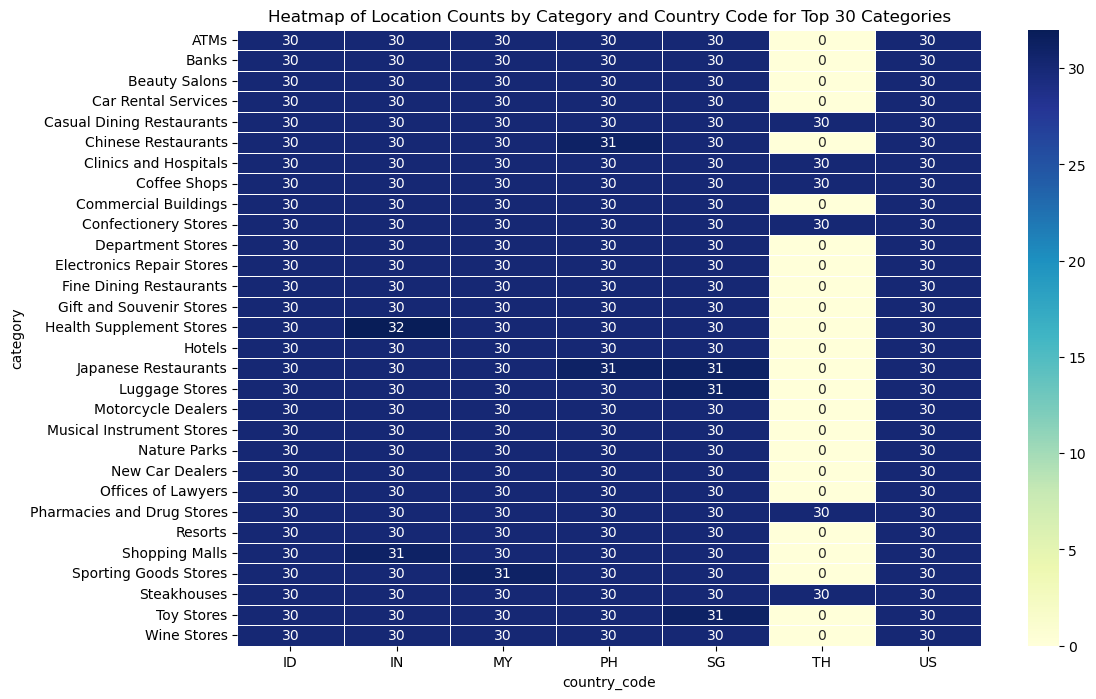 Heatmap of Location Counts by Category and Country Code for Top 30 Categories
ATMs 30 30 30 30 30 0 30
Banks 30 30 30 30 30 0 30
Beauty Salons 30 30 30 30 30 0 30
Car Rental Services 30 30 30 30 30 0 30
Casual Dining Restaurants 30 30 30 30 30 30 30
Chinese Restaurants 30 30 30 31 30 0 30
Clinics and Hospitals 30 30 30 30 30 30 30
Coffee Shops 30 30 30 30 30 30 30
Commercial Buildings 30 30 30 30 30 0 30
Confectionery Stores 30 30 30 30 30 30 30
Department Stores 30 30 30 30 30 0 30
Electronics Repair Stores 30 30 30 30 30 0 30
Fine Dining Restaurants 30 30 30 30 30 0 30
Gift and Souvenir Stores 30 30 30 30 30 0 30
Health Supplement Stores 30 32 30 30 30 0 30
Hotels 30 30 30 30 30 0 30
Japanese Restaurants 30 30 30 31 31 0 30
Luggage Stores 30 30 30 30 31 0 30
Motorcycle Dealers 30 30 30 30 30 0 30
Musical Instrument Stores 30 30 30 30 30 0 30
Nature Parks 30 30 30 30 30 0 30
New Car Dealers 30 30 30 30 30 0 30
Offices of Lawyers 30 30 30 30 30 0 30
Pharmacies and Drug Stores 30 30 30 30 30 30 30
Resorts 30 30 30 30 30 0 30
Shopping Malls 30 31 30 30 30 0 30
Sporting Goods Stores 30 30 31 30 30 0 30
Steakhouses 30 30 30 30 30 30 30
Toy Stores 30 30 30 30 31 0 30
Wine Stores 30 30 30 30 30 0 30
ID IN MY PH SG TH US
country_code
category
30
25
20
15
10
5
0